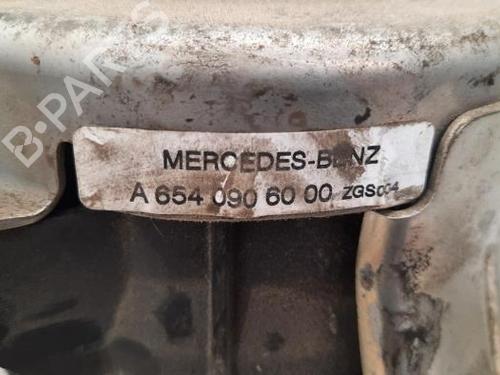 B-PARTS
MERCEDES-BENZ
A 654 090 60 00 ZGS004